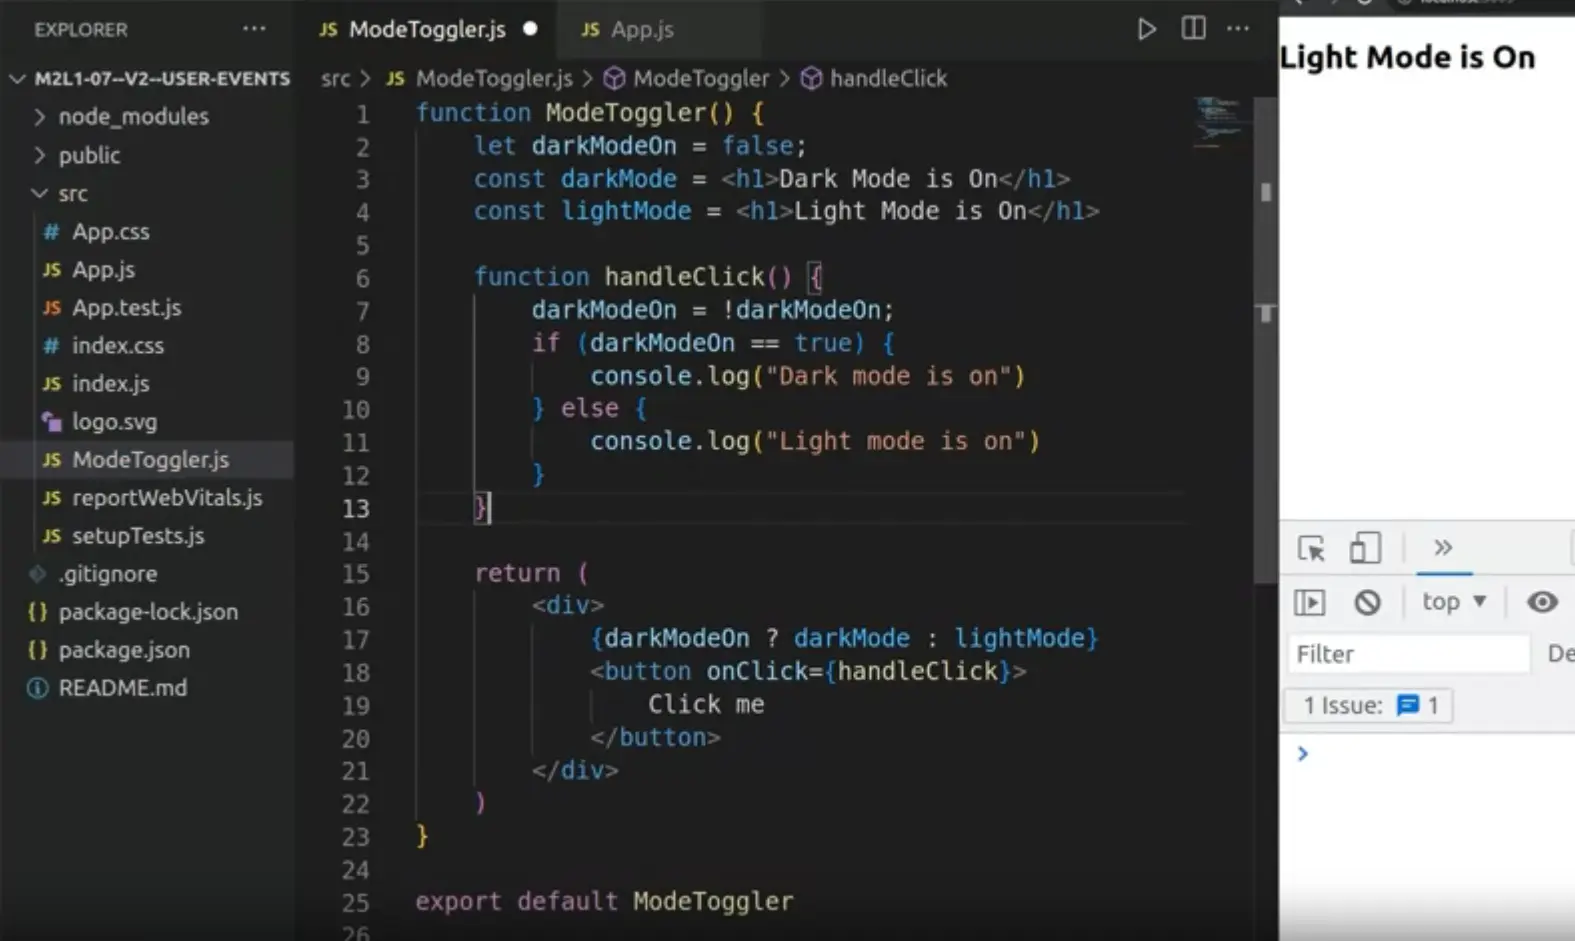 EXPLORER
M2L1-07--V2--USER-EVENTS
node_modules
public
src
# App.css
JS App.js
JS App.test.js
# index.css
JS index.js
logo.svg
JS ModeToggler.js
JS reportWebVitals.js
JS setupTests.js
.gitignore
{} package-lock.json
{} package.json
README.md
JS ModeToggler.js
JS App.js
src > JS ModeToggler.js > ModeToggler > handleClick
1 function ModeToggler() {
2 let darkModeOn = false;
3 const darkMode = <h1>Dark Mode is On</h1>
4 const lightMode = <h1>Light Mode is On</h1>
5
6 function handleClick() {
7 darkModeOn = !darkModeOn;
8 if (darkModeOn == true) {
9 console.log("Dark mode is on")
10 } else {
11 console.log("Light mode is on")
12 }
13 }
14
15 return (
16 <div>
17 {darkModeOn ? darkMode : lightMode}
18 <button onClick={handleClick}>
19 Click me
20 </button>
21 </div>
22 )
23 }
24
25 export default ModeToggler
26
Light Mode is On
top
Filter
De
1 Issue: 1